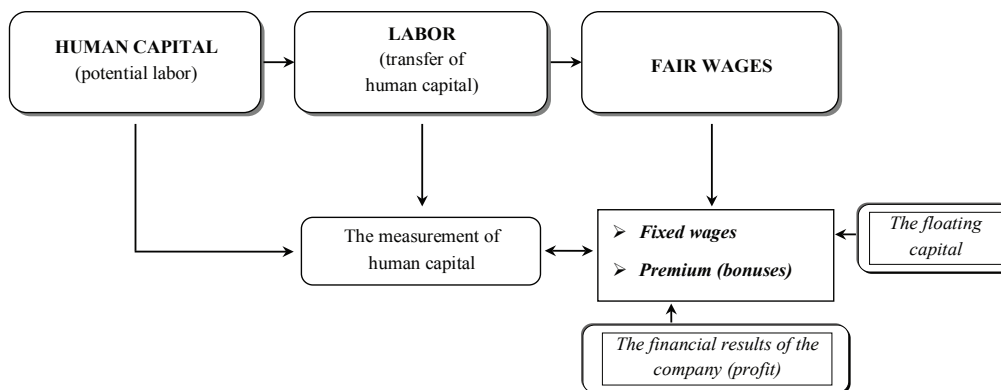 HUMAN CAPITAL
(potential labor)
LABOR
(transfer of
human capital)
FAIR WAGES
The measurement of
human capital
➢ Fixed wages
➢ Premium (bonuses)
The floating
capital
The financial results of the
company (profit)